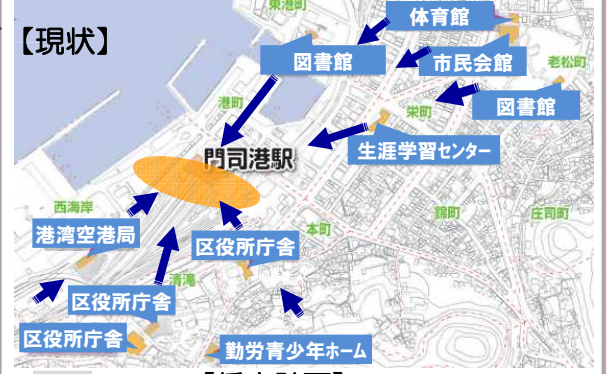 東港町
体育館
【現状】
図書館
市民会館
老松町
港町
栄町
図書館
生涯学習センター
門司港駅
西海岸
錦町
庄司町
港湾空港局
本町
区役所庁舎
清滝
区役所庁舎
区役所庁舎
勤労青少年ホーム